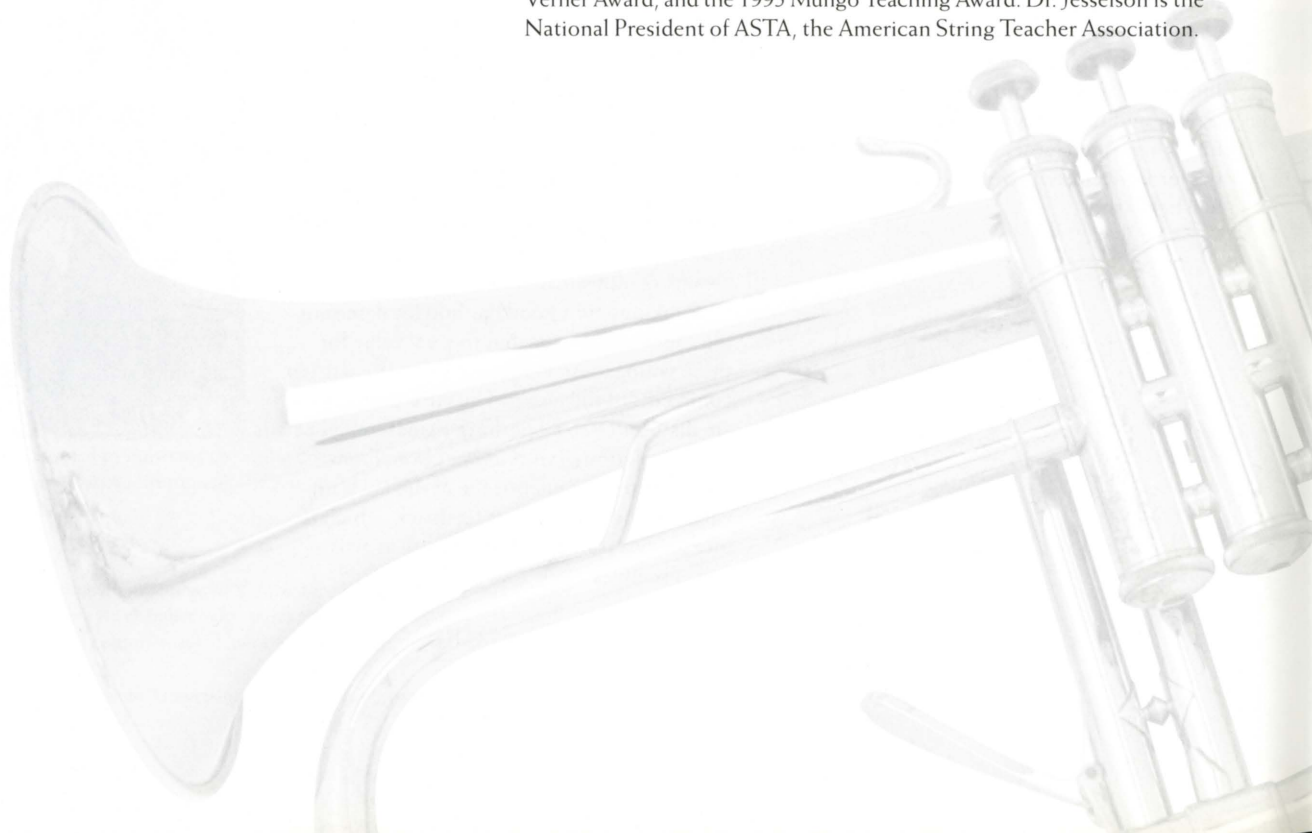 Verner Award, and the 1995 Mungo Teaching Award. Dr. Jesselson is the
National President of ASTA, the American String Teacher Association.